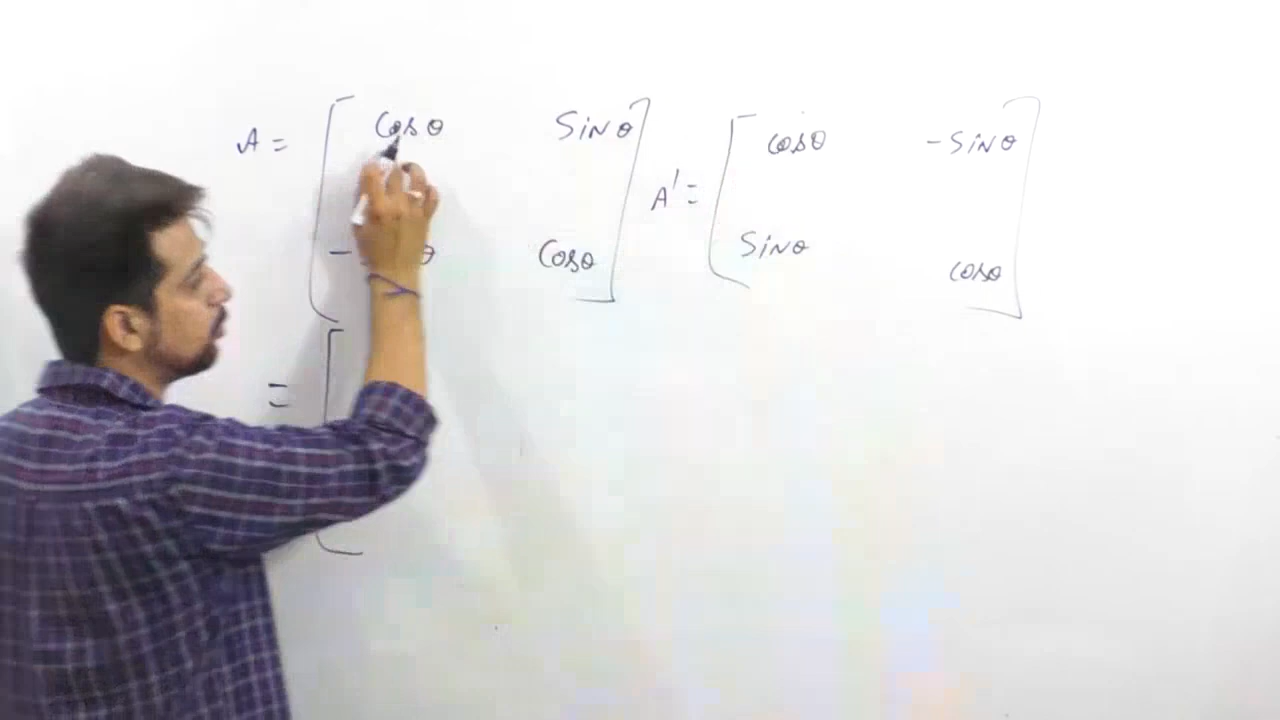 A = [ Cosθ Sinθ ]
A' = [ cosθ -Sinθ ]
- θ Cosθ
Sinθ cosθ
= [